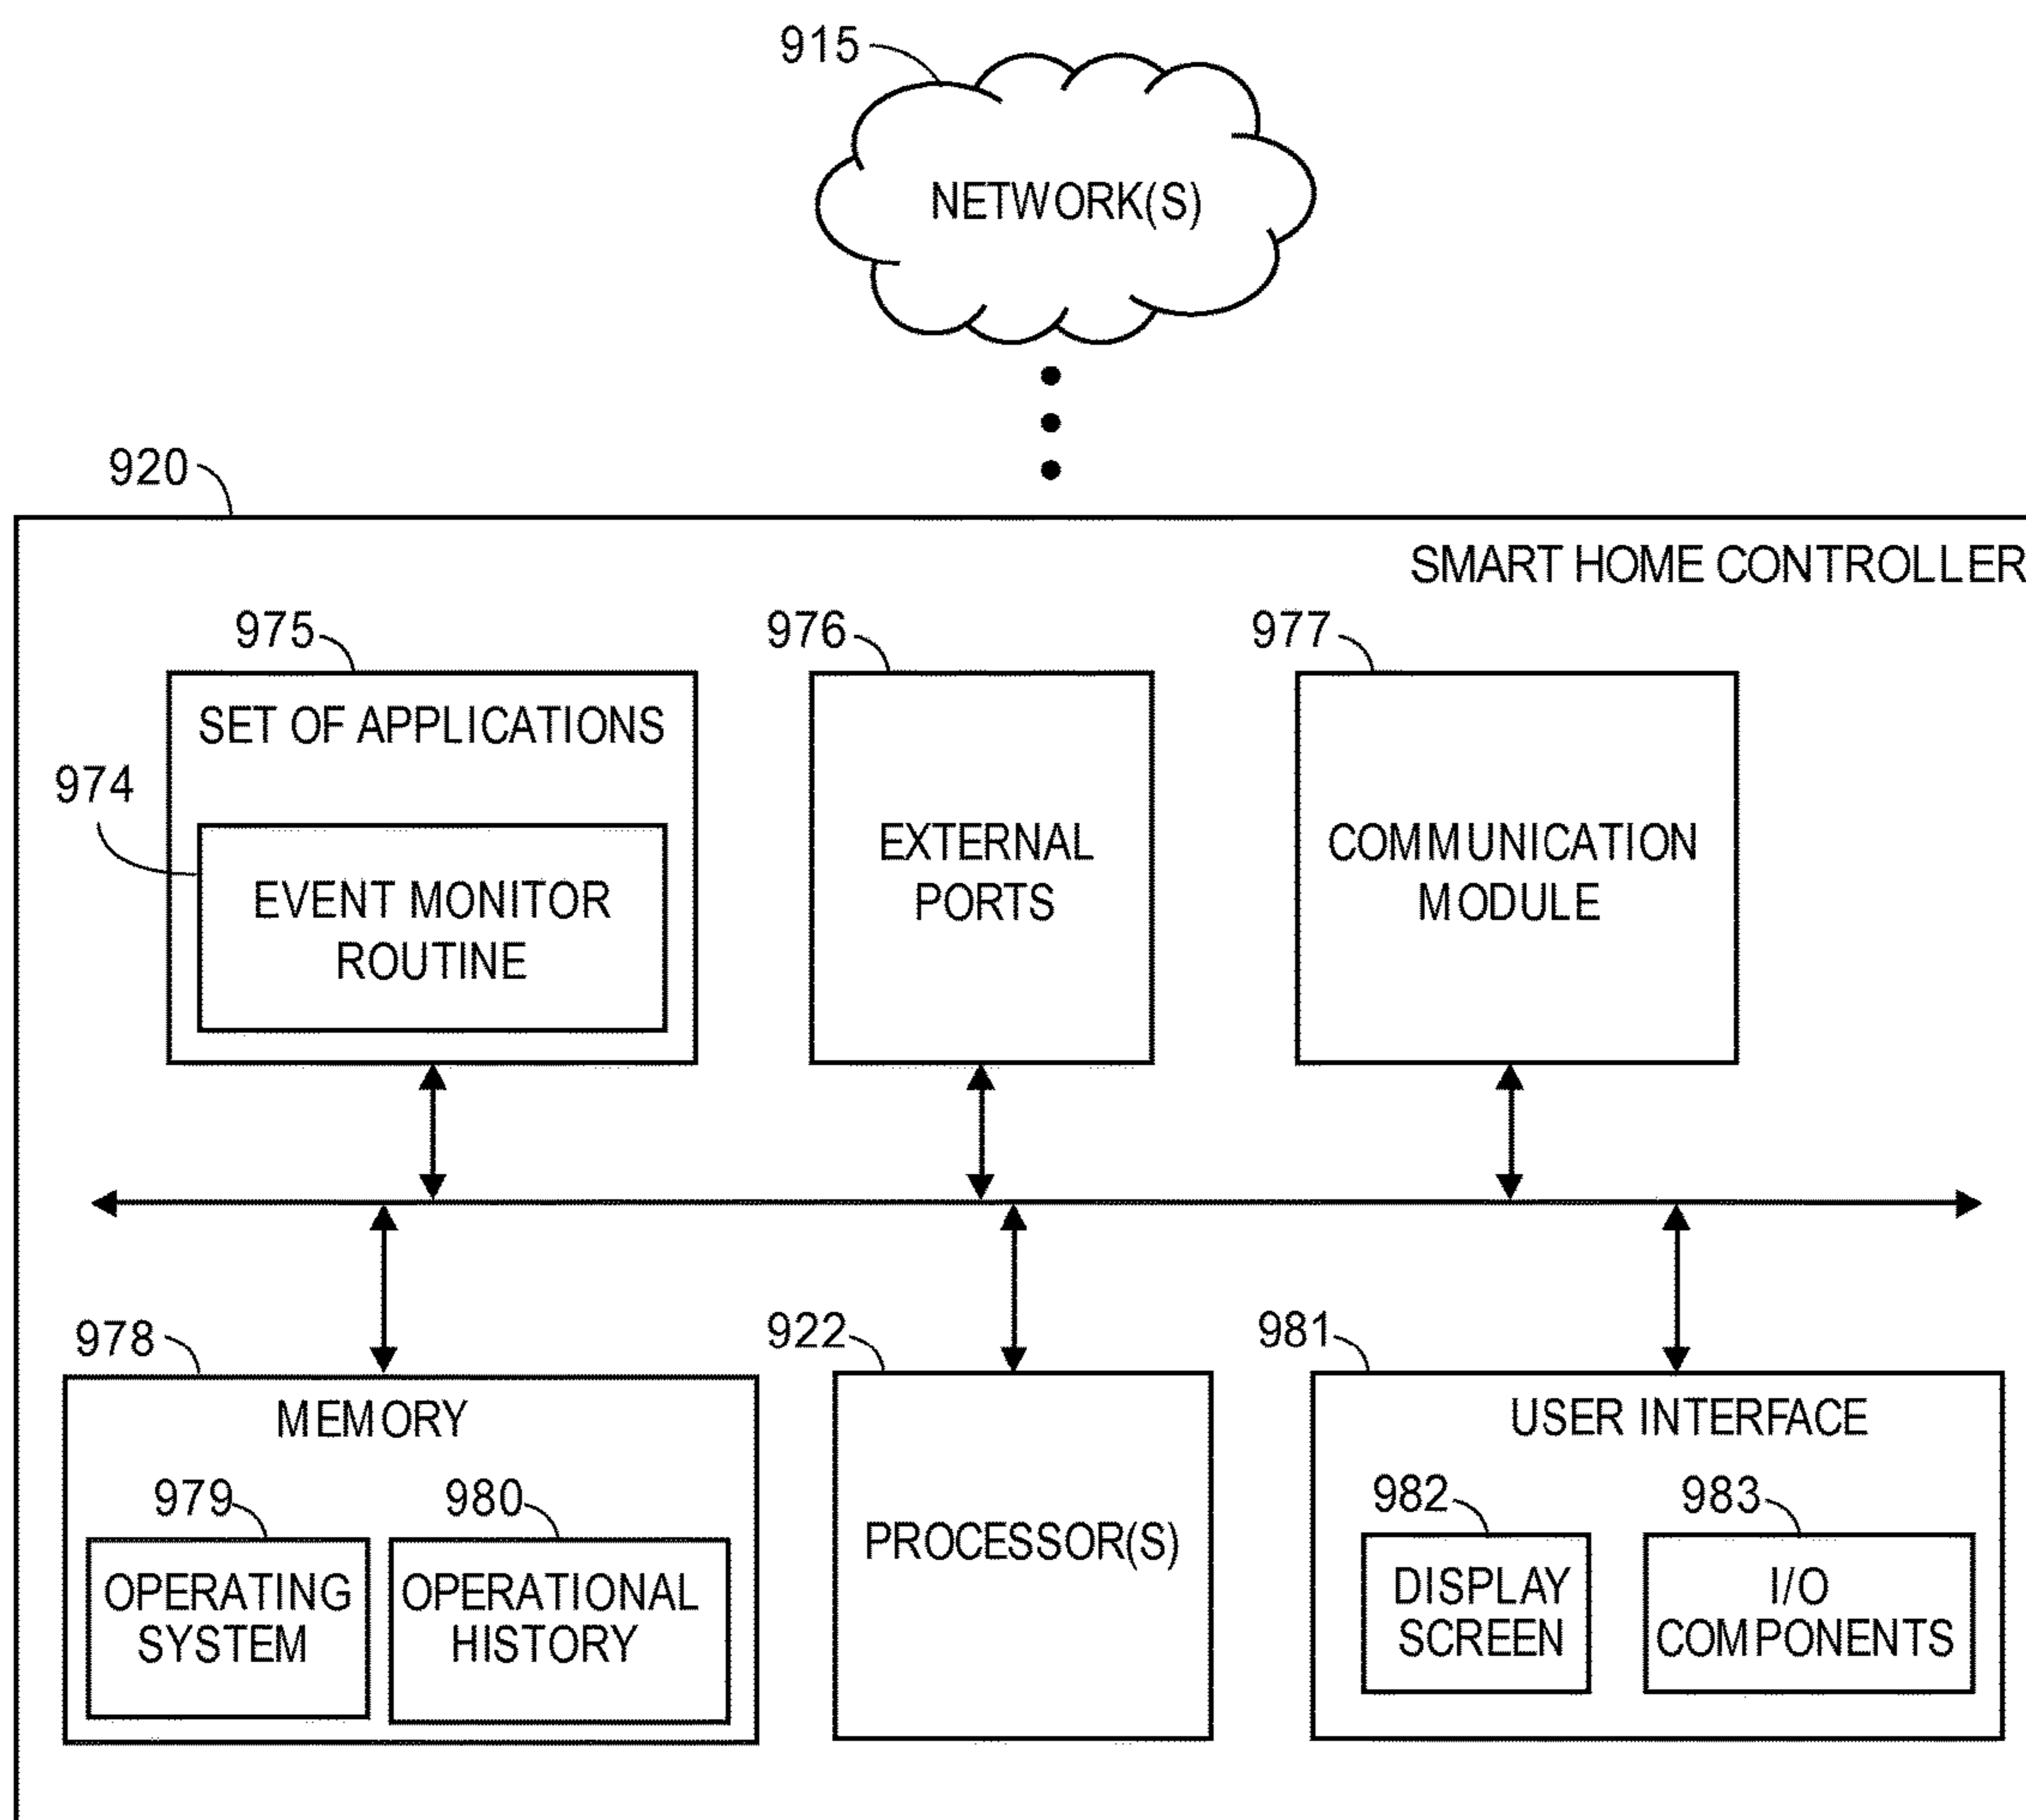 915
NETWORK(S)
920
SMART HOME CONTROLLER
975
976
977
SET OF APPLICATIONS
974
EVENT MONITOR
ROUTINE
EXTERNAL
PORTS
COMMUNICATION
MODULE
978
922
981
MEMORY
979
980
OPERATING
SYSTEM
OPERATIONAL
HISTORY
PROCESSOR(S)
USER INTERFACE
982
983
DISPLAY
SCREEN
I/O
COMPONENTS